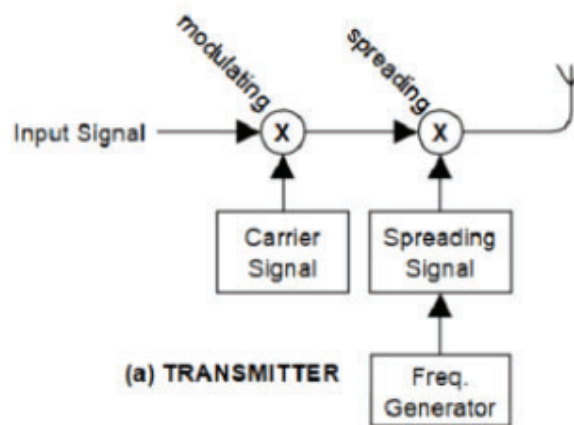 modulating
spreading
Input Signal
X
X
Carrier
Signal
Spreading
Signal
(a) TRANSMITTER
Freq.
Generator